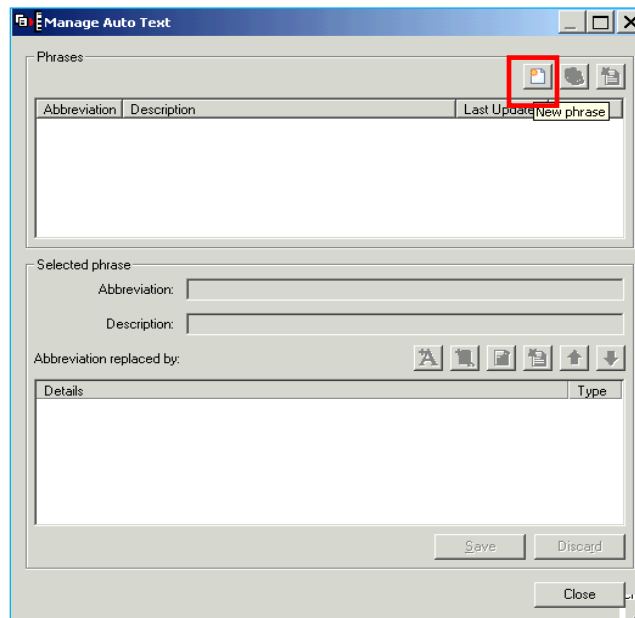 Manage Auto Text
Phrases
Abbreviation Description Last Update
New phrase
Selected phrase
Abbreviation:
Description:
Abbreviation replaced by:
Details Type
Save Discard
Close